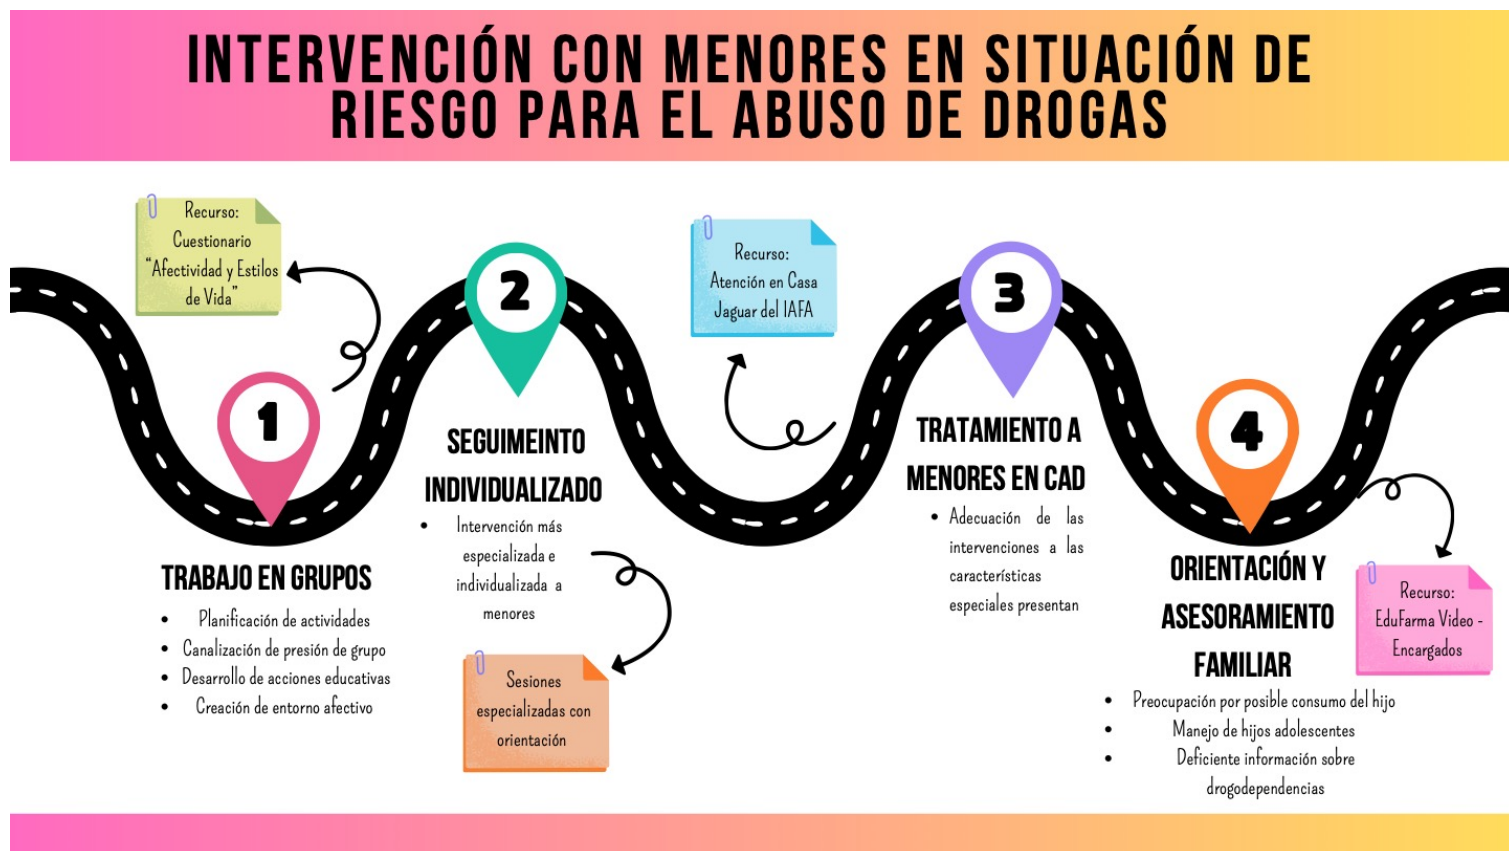 INTERVENCIÓN CON MENORES EN SITUACIÓN DE
RIESGO PARA EL ABUSO DE DROGAS
Recurso:
Cuestionario
“Afectividad y Estilos
de Vida”
1
TRABAJO EN GRUPOS
• Planificación de actividades
• Canalización de presión de grupo
• Desarrollo de acciones educativas
• Creación de entorno afectivo
2
SEGUIMEINTO
INDIVIDUALIZADO
• Intervención más
especializada e
individualizada a
menores
Sesiones
especializadas con
orientación
Recurso:
Atención en Casa
Jaguar del IAFA
3
TRATAMIENTO A
MENORES EN CAD
• Adecuación de las
intervenciones a las
características
especiales presentan
4
ORIENTACIÓN Y
ASESORAMIENTO
FAMILIAR
• Preocupación por posible consumo del hijo
• Manejo de hijos adolescentes
• Deficiente información sobre
drogodependencias
Recurso:
EduFarma Video -
Encargados